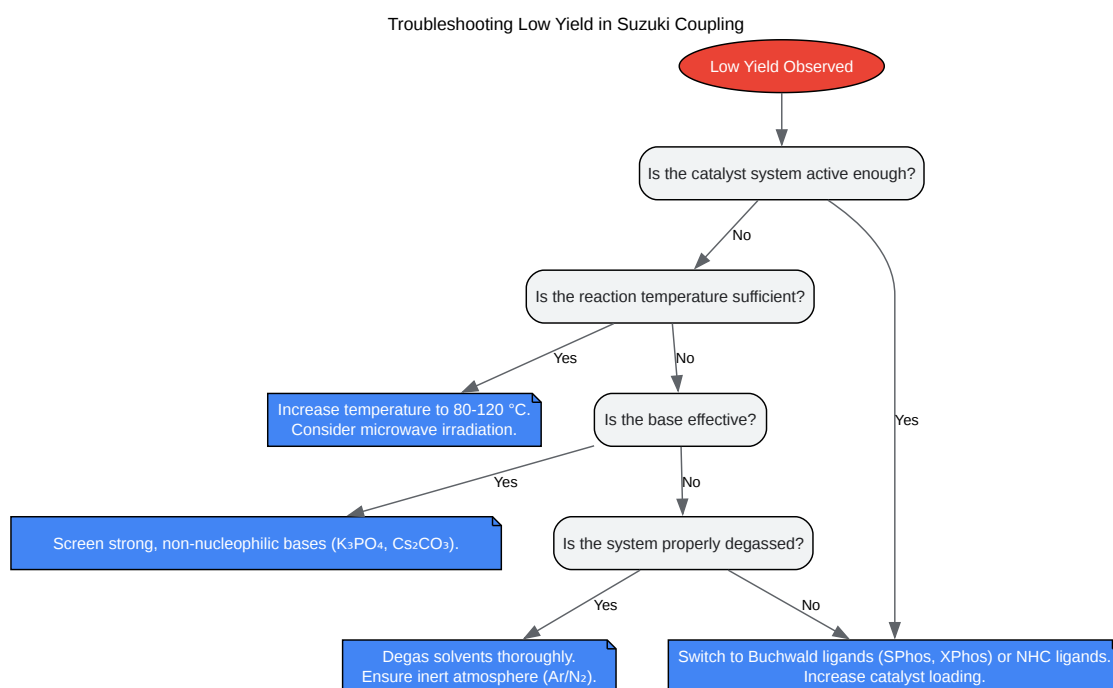 Troubleshooting Low Yield in Suzuki Coupling
Low Yield Observed
Is the catalyst system active enough?
No
Is the reaction temperature sufficient?
Yes
No
Yes
Increase temperature to 80-120 °C.
Consider microwave irradiation.
Is the base effective?
Yes
No
Screen strong, non-nucleophilic bases (K₃PO₄, Cs₂CO₃).
Is the system properly degassed?
Yes
No
Degas solvents thoroughly.
Ensure inert atmosphere (Ar/N₂).
Switch to Buchwald ligands (SPhos, XPhos) or NHC ligands.
Increase catalyst loading.